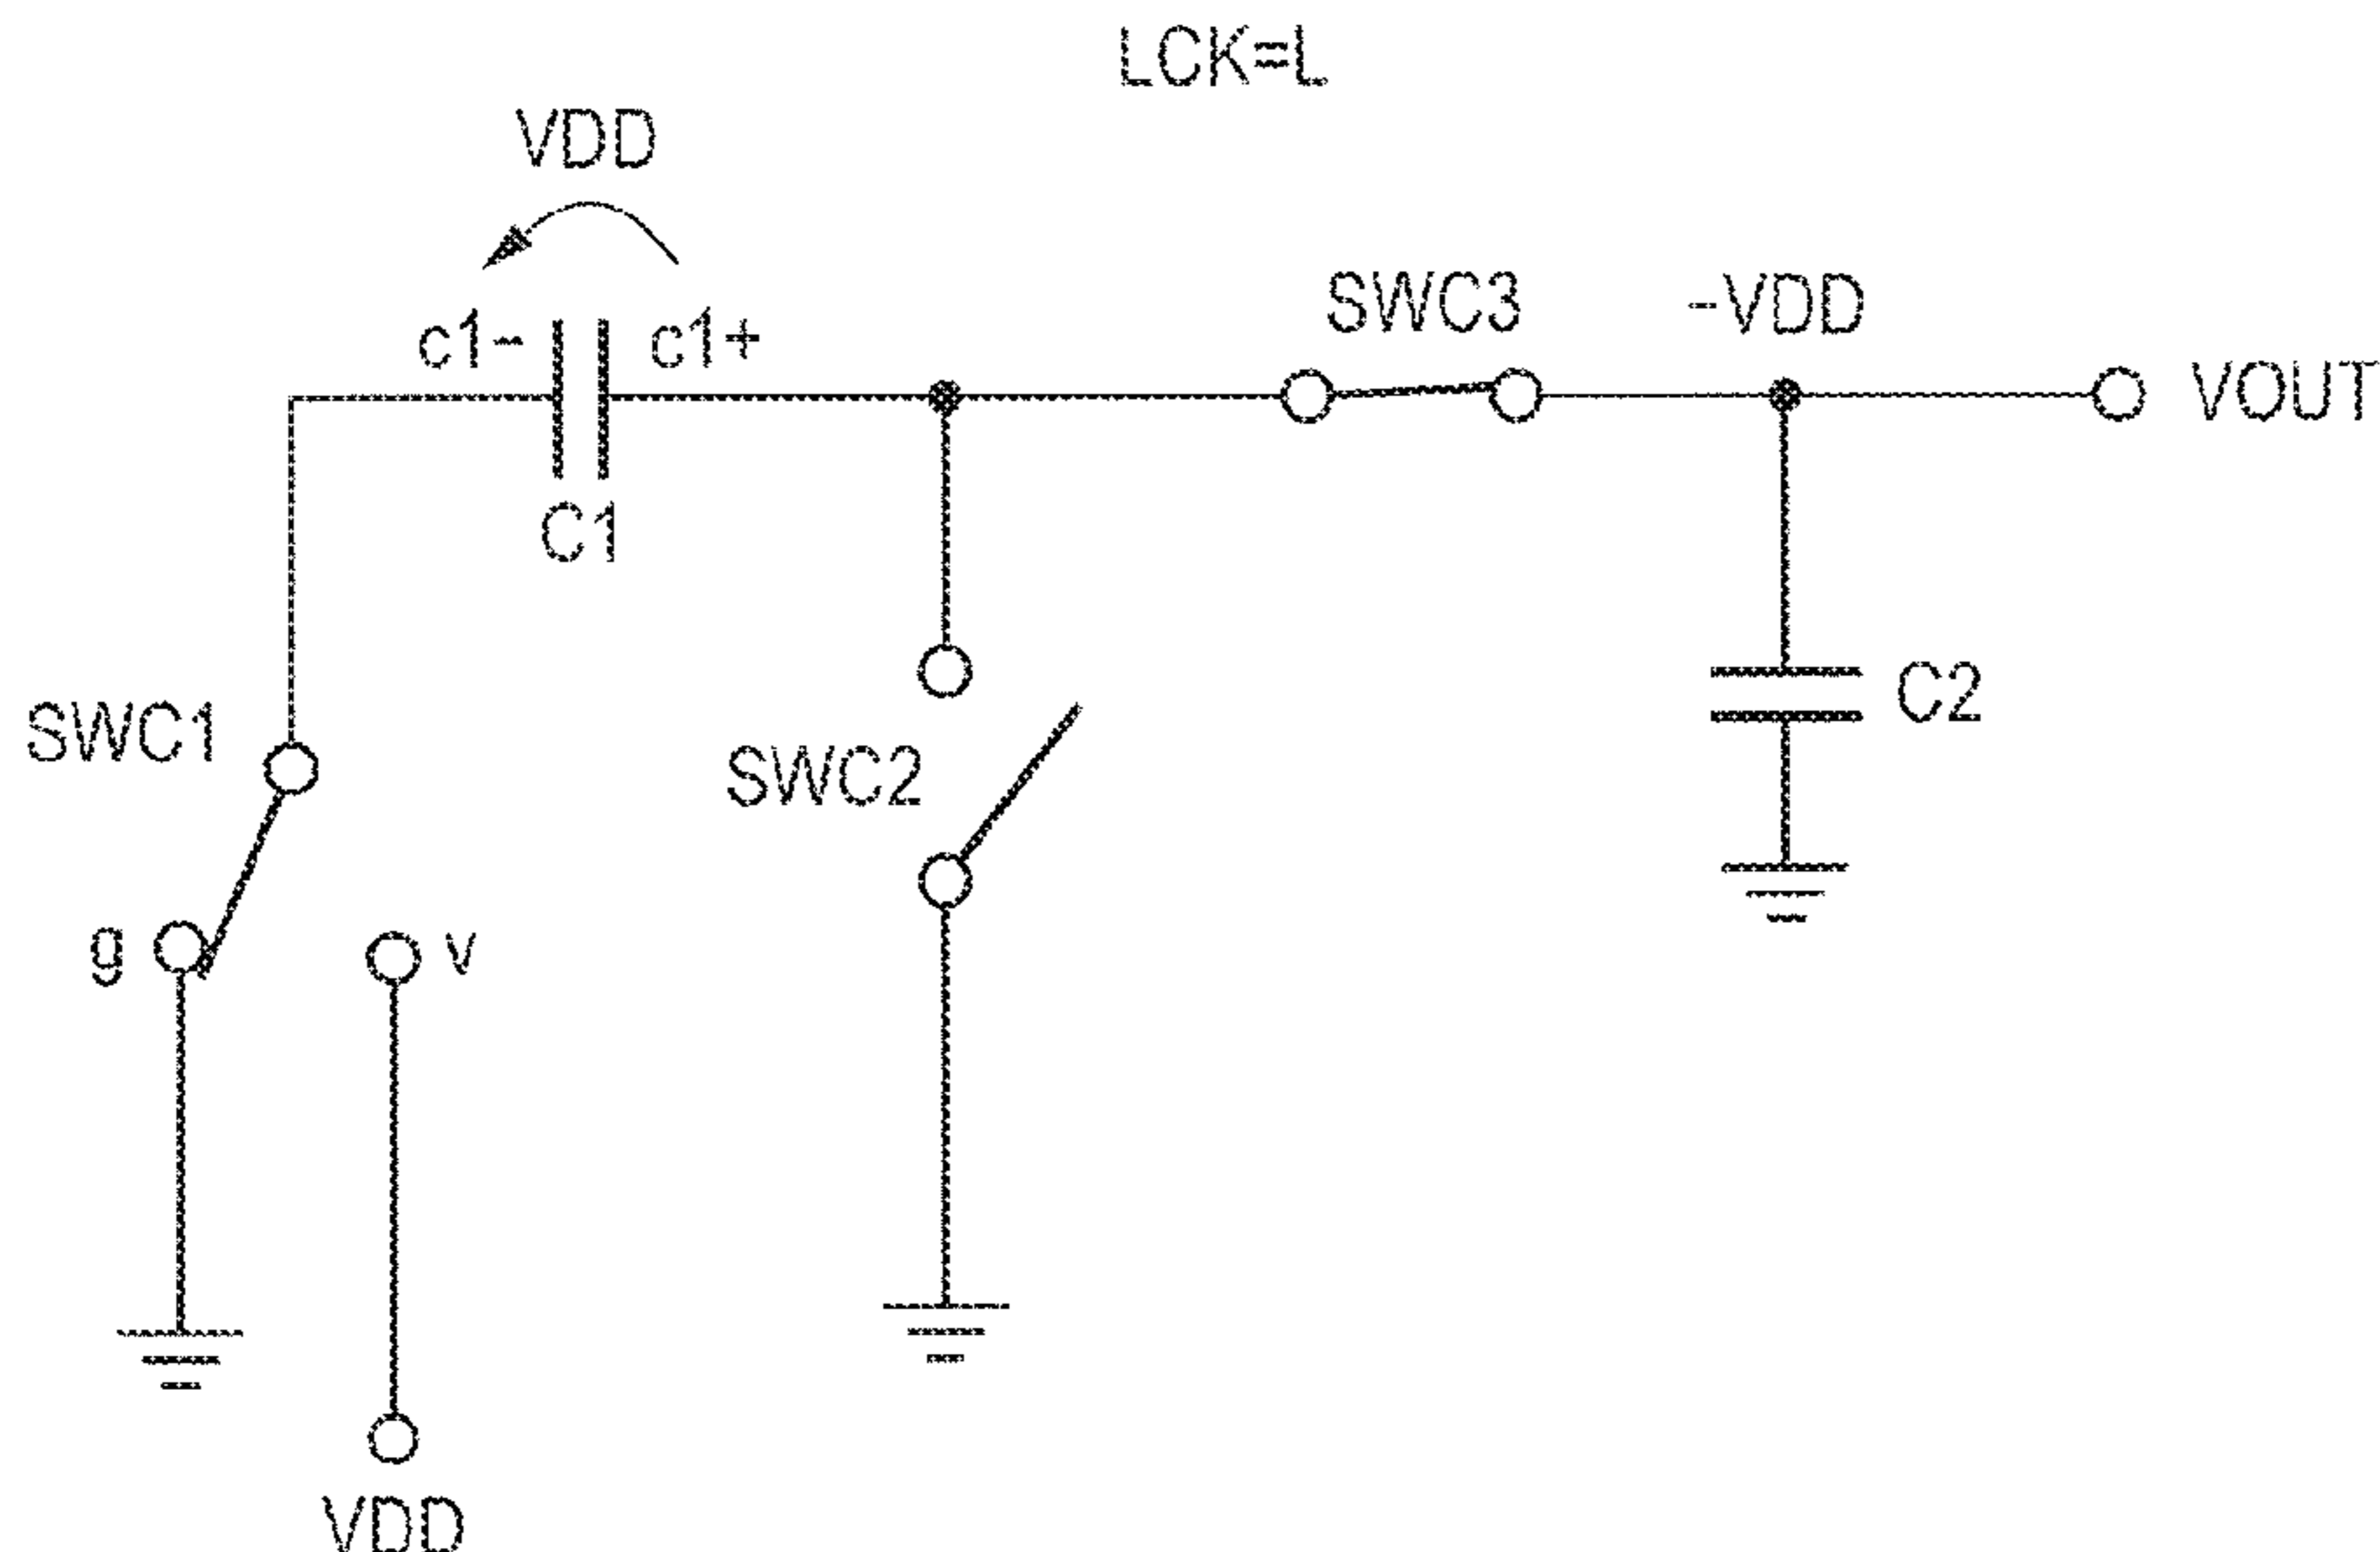 LCK=L
VDD
c1-
c1+
C1
SWC3
-VDD
VOUT
SWC1
SWC2
C2
g
v
VDD